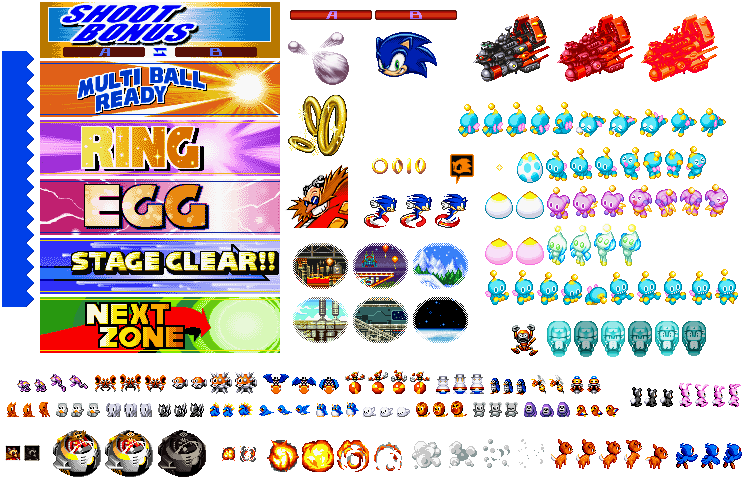 SHOOT
BONUS
A B
A B
MULTI BALL
READY
RING
EGG
STAGE CLEAR!!
NEXT
ZONE